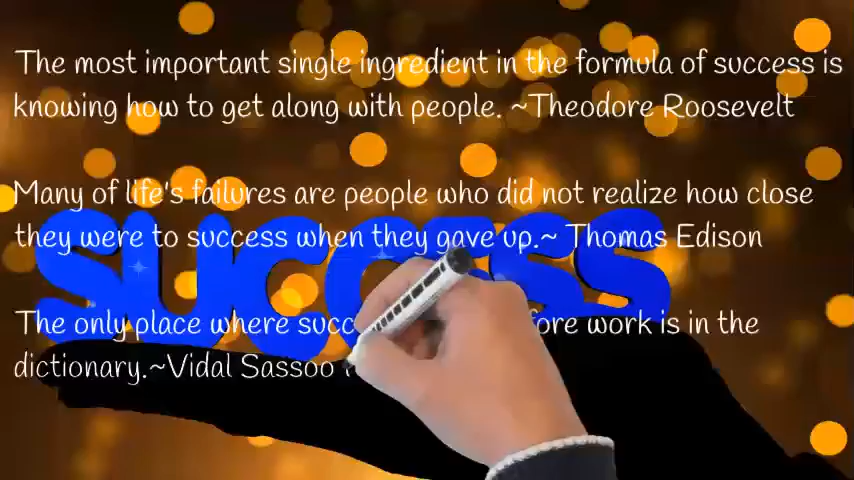 The most important single ingredient in the formula of success is
knowing how to get along with people. ~Theodore Roosevelt
Many of life's failures are people who did not realize how close
they were to success when they gave up.~ Thomas Edison
SUCCESS
The only place where succ fore work is in the
dictionary.~Vidal Sassoo